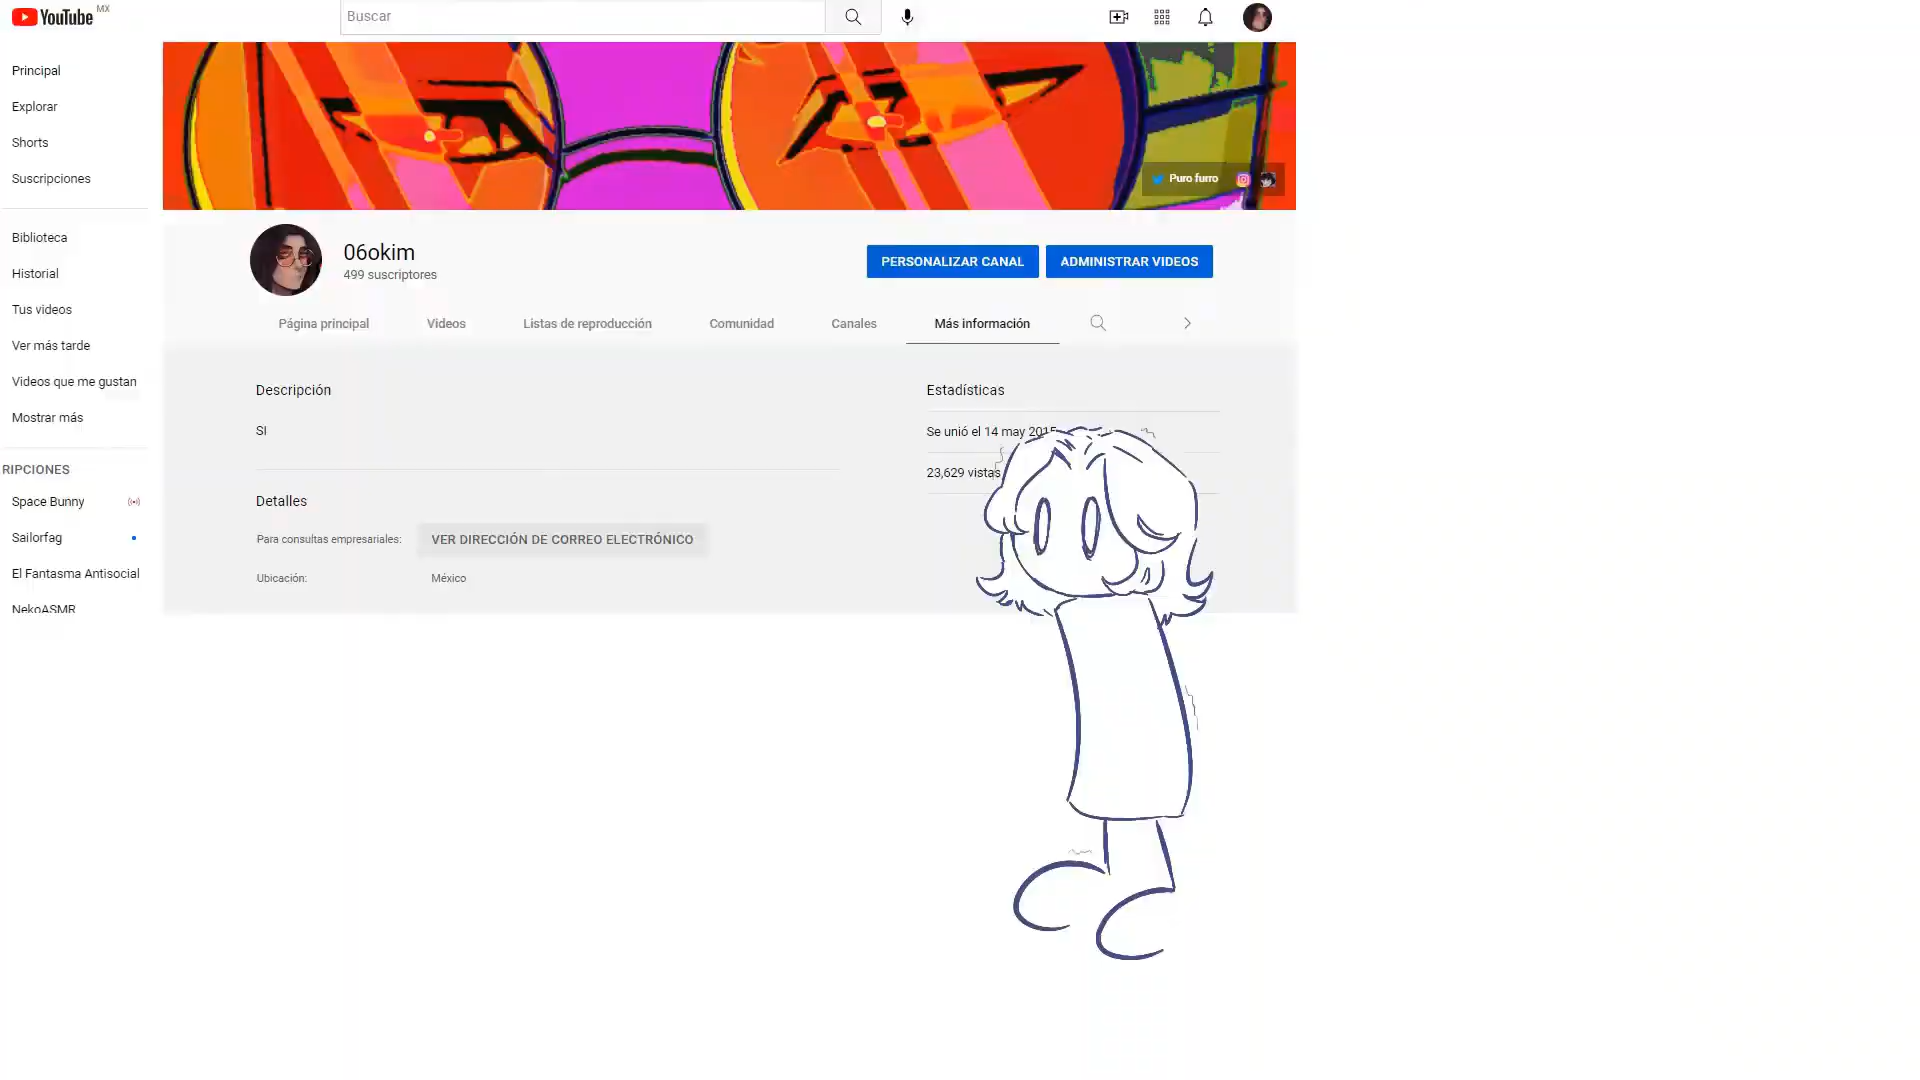 YouTube MX
Buscar
Principal
Explorar
Shorts
Suscripciones
Biblioteca
Historial
Tus videos
Ver más tarde
Videos que me gustan
Mostrar más
RIPCIONES
Space Bunny
Sailorfag
El Fantasma Antisocial
NekoASMR
Puro furro
06okim
499 suscriptores
PERSONALIZAR CANAL
ADMINISTRAR VIDEOS
Página principal
Videos
Listas de reproducción
Comunidad
Canales
Más información
Descripción
SI
Detalles
Para consultas empresariales:
VER DIRECCIÓN DE CORREO ELECTRÓNICO
Ubicación:
México
Estadísticas
Se unió el 14 may 2015
23,629 vistas